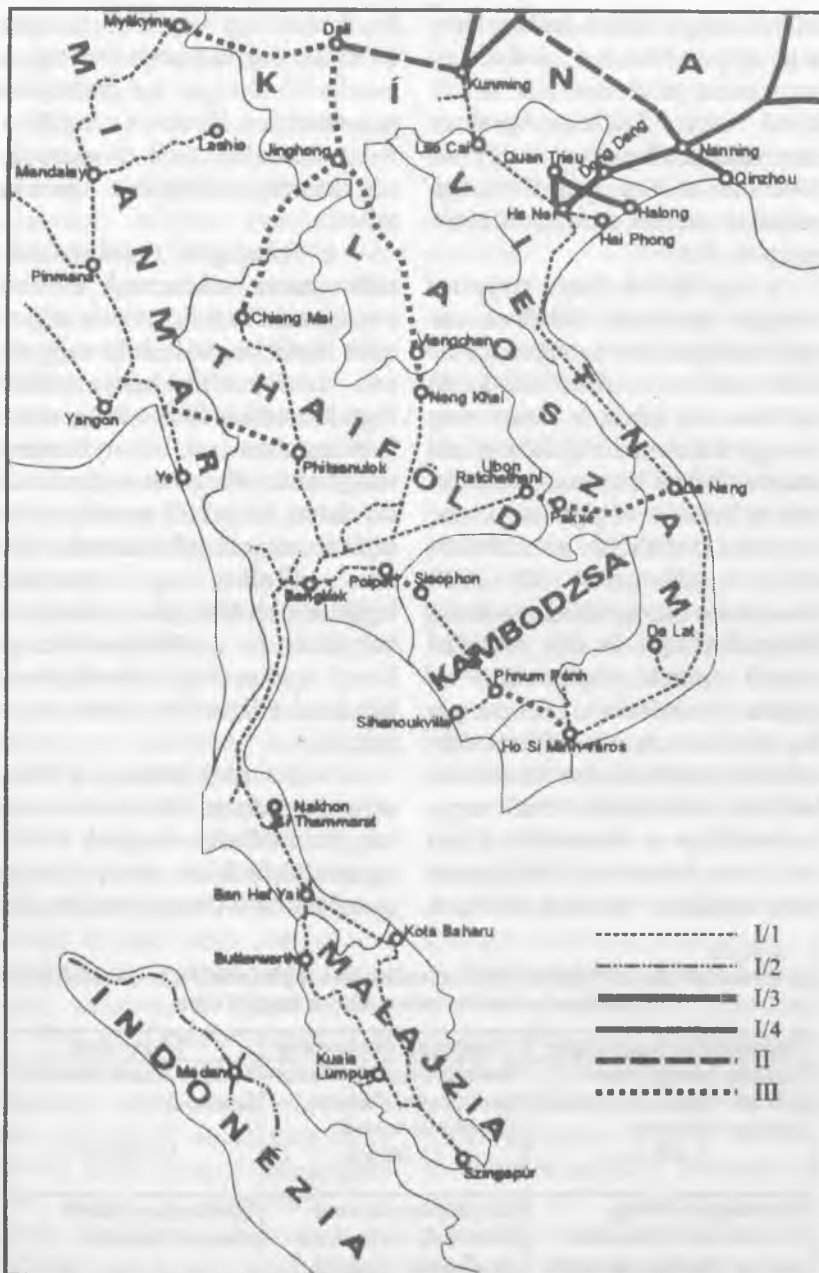 Myitkyina
Dali
Kunming
KÍNA
MIANMAR
Lashio
Jinghong
Lao Cai
Quan Trieu
Dong Dang
Nanning
Qinzhou
Mandalay
Ha Noi
Halong
Hai Phong
Pinmana
LAOSZ
VIETNAM
Chiang Mai
THAIFÖLD
Viangchan
Nong Khai
Yangon
Ye
Phitsanulok
Ubon
Ratchathani
Pakse
Da Nang
Bangkok
Poipet
Sisophon
KAMBODZSA
Da Lat
Phnum Pénh
Sihanoukville
Ho Si Minh-város
Nakhon
Si Thammarat
Ban Hat Yai
Kota Baharu
Butterworth
MALAJZIA
INDONÉZIA
Medan
Kuala
Lumpur
Szingapúr
I/1
I/2
I/3
I/4
II
III